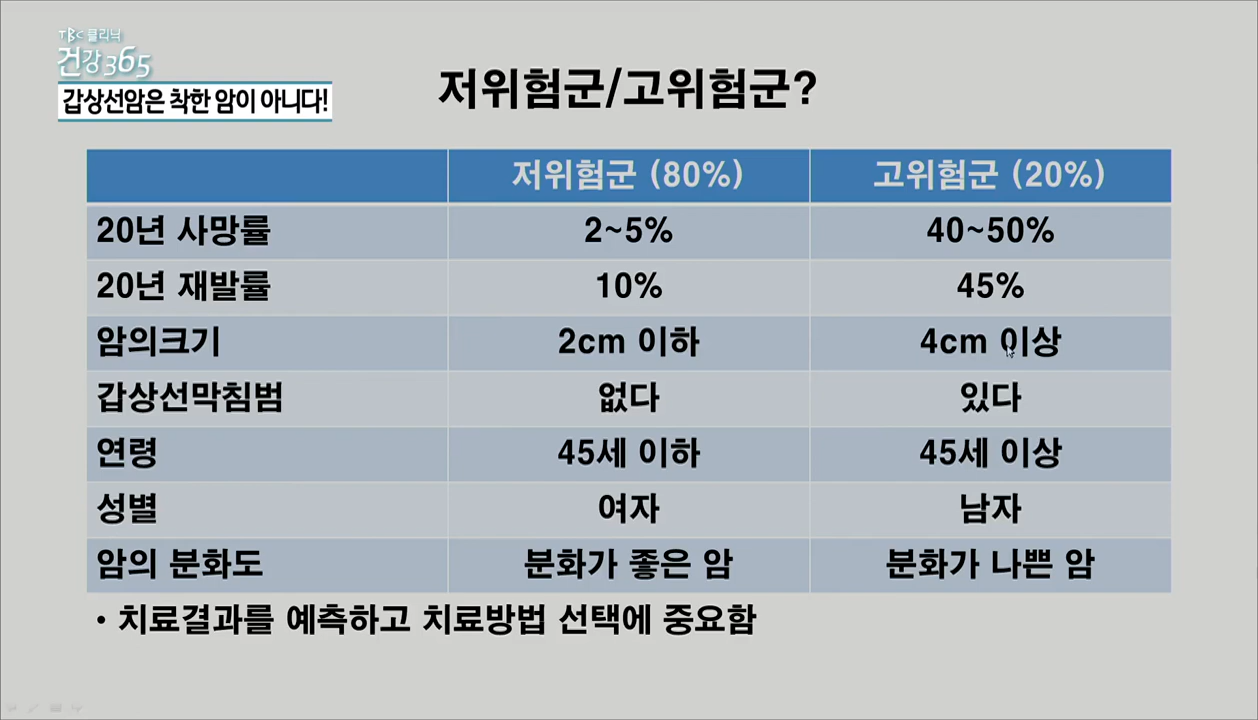 TBC 클리닉
건강365
갑상선암은 착한 암이 아니다!
저위험군/고위험군?
저위험군 (80%) 고위험군 (20%)
20년 사망률 2~5% 40~50%
20년 재발률 10% 45%
암의크기 2cm 이하 4cm 이상
갑상선막침범 없다 있다
연령 45세 이하 45세 이상
성별 여자 남자
암의 분화도 분화가 좋은 암 분화가 나쁜 암
• 치료결과를 예측하고 치료방법 선택에 중요함